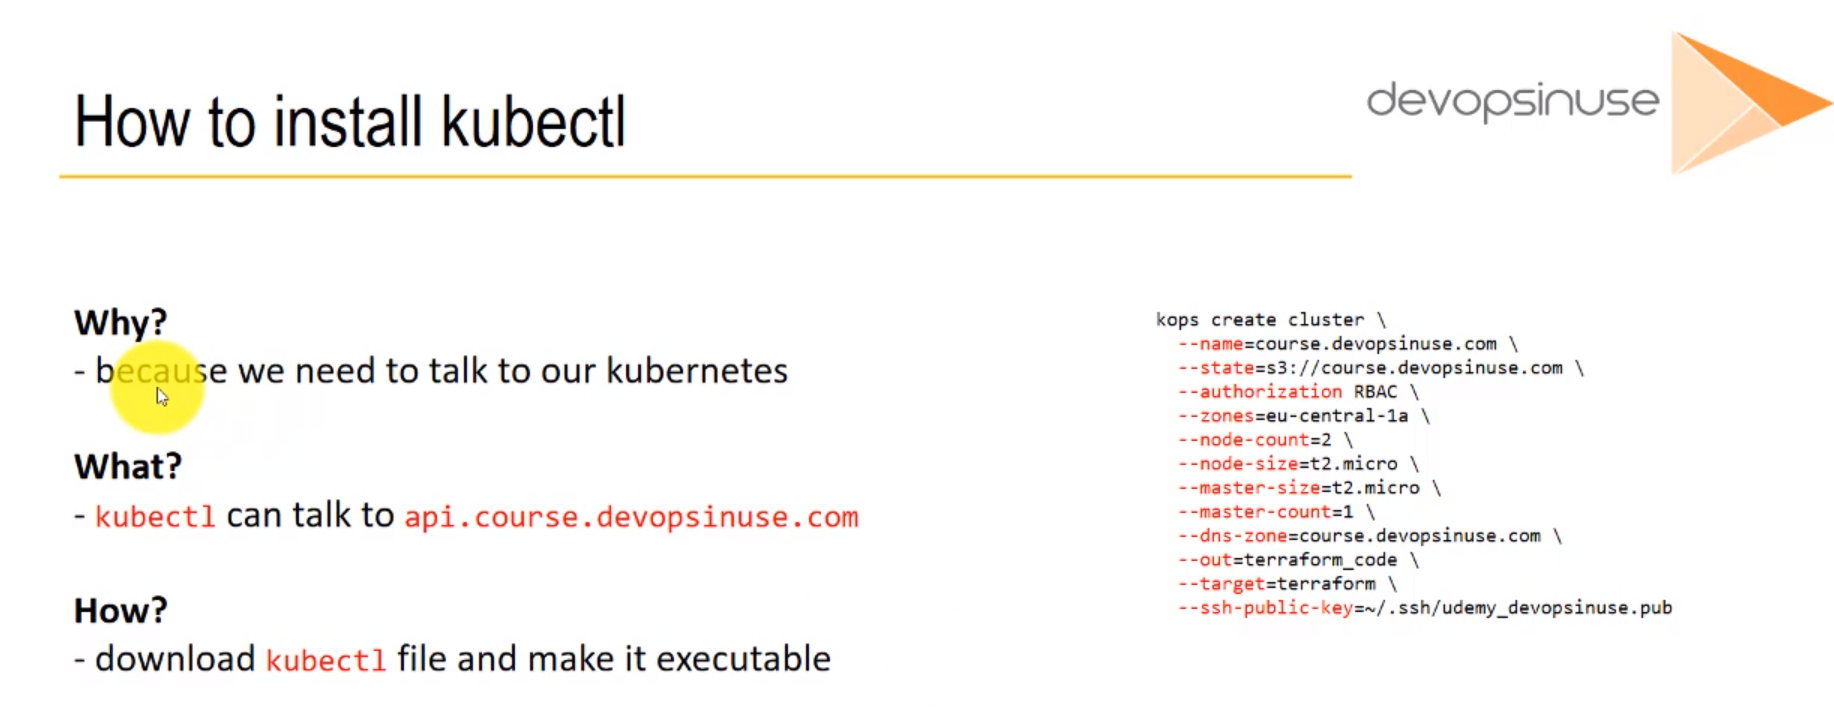 How to install kubectl
devopsinuse
Why?
- because we need to talk to our kubernetes
What?
- kubectl can talk to api.course.devopsinuse.com
How?
- download kubectl file and make it executable
kops create cluster \
--name=course.devopsinuse.com \
--state=s3://course.devopsinuse.com \
--authorization RBAC \
--zones=eu-central-1a \
--node-count=2 \
--node-size=t2.micro \
--master-size=t2.micro \
--master-count=1 \
--dns-zone=course.devopsinuse.com \
--out=terraform_code \
--target=terraform \
--ssh-public-key=~/.ssh/udemy_devopsinuse.pub